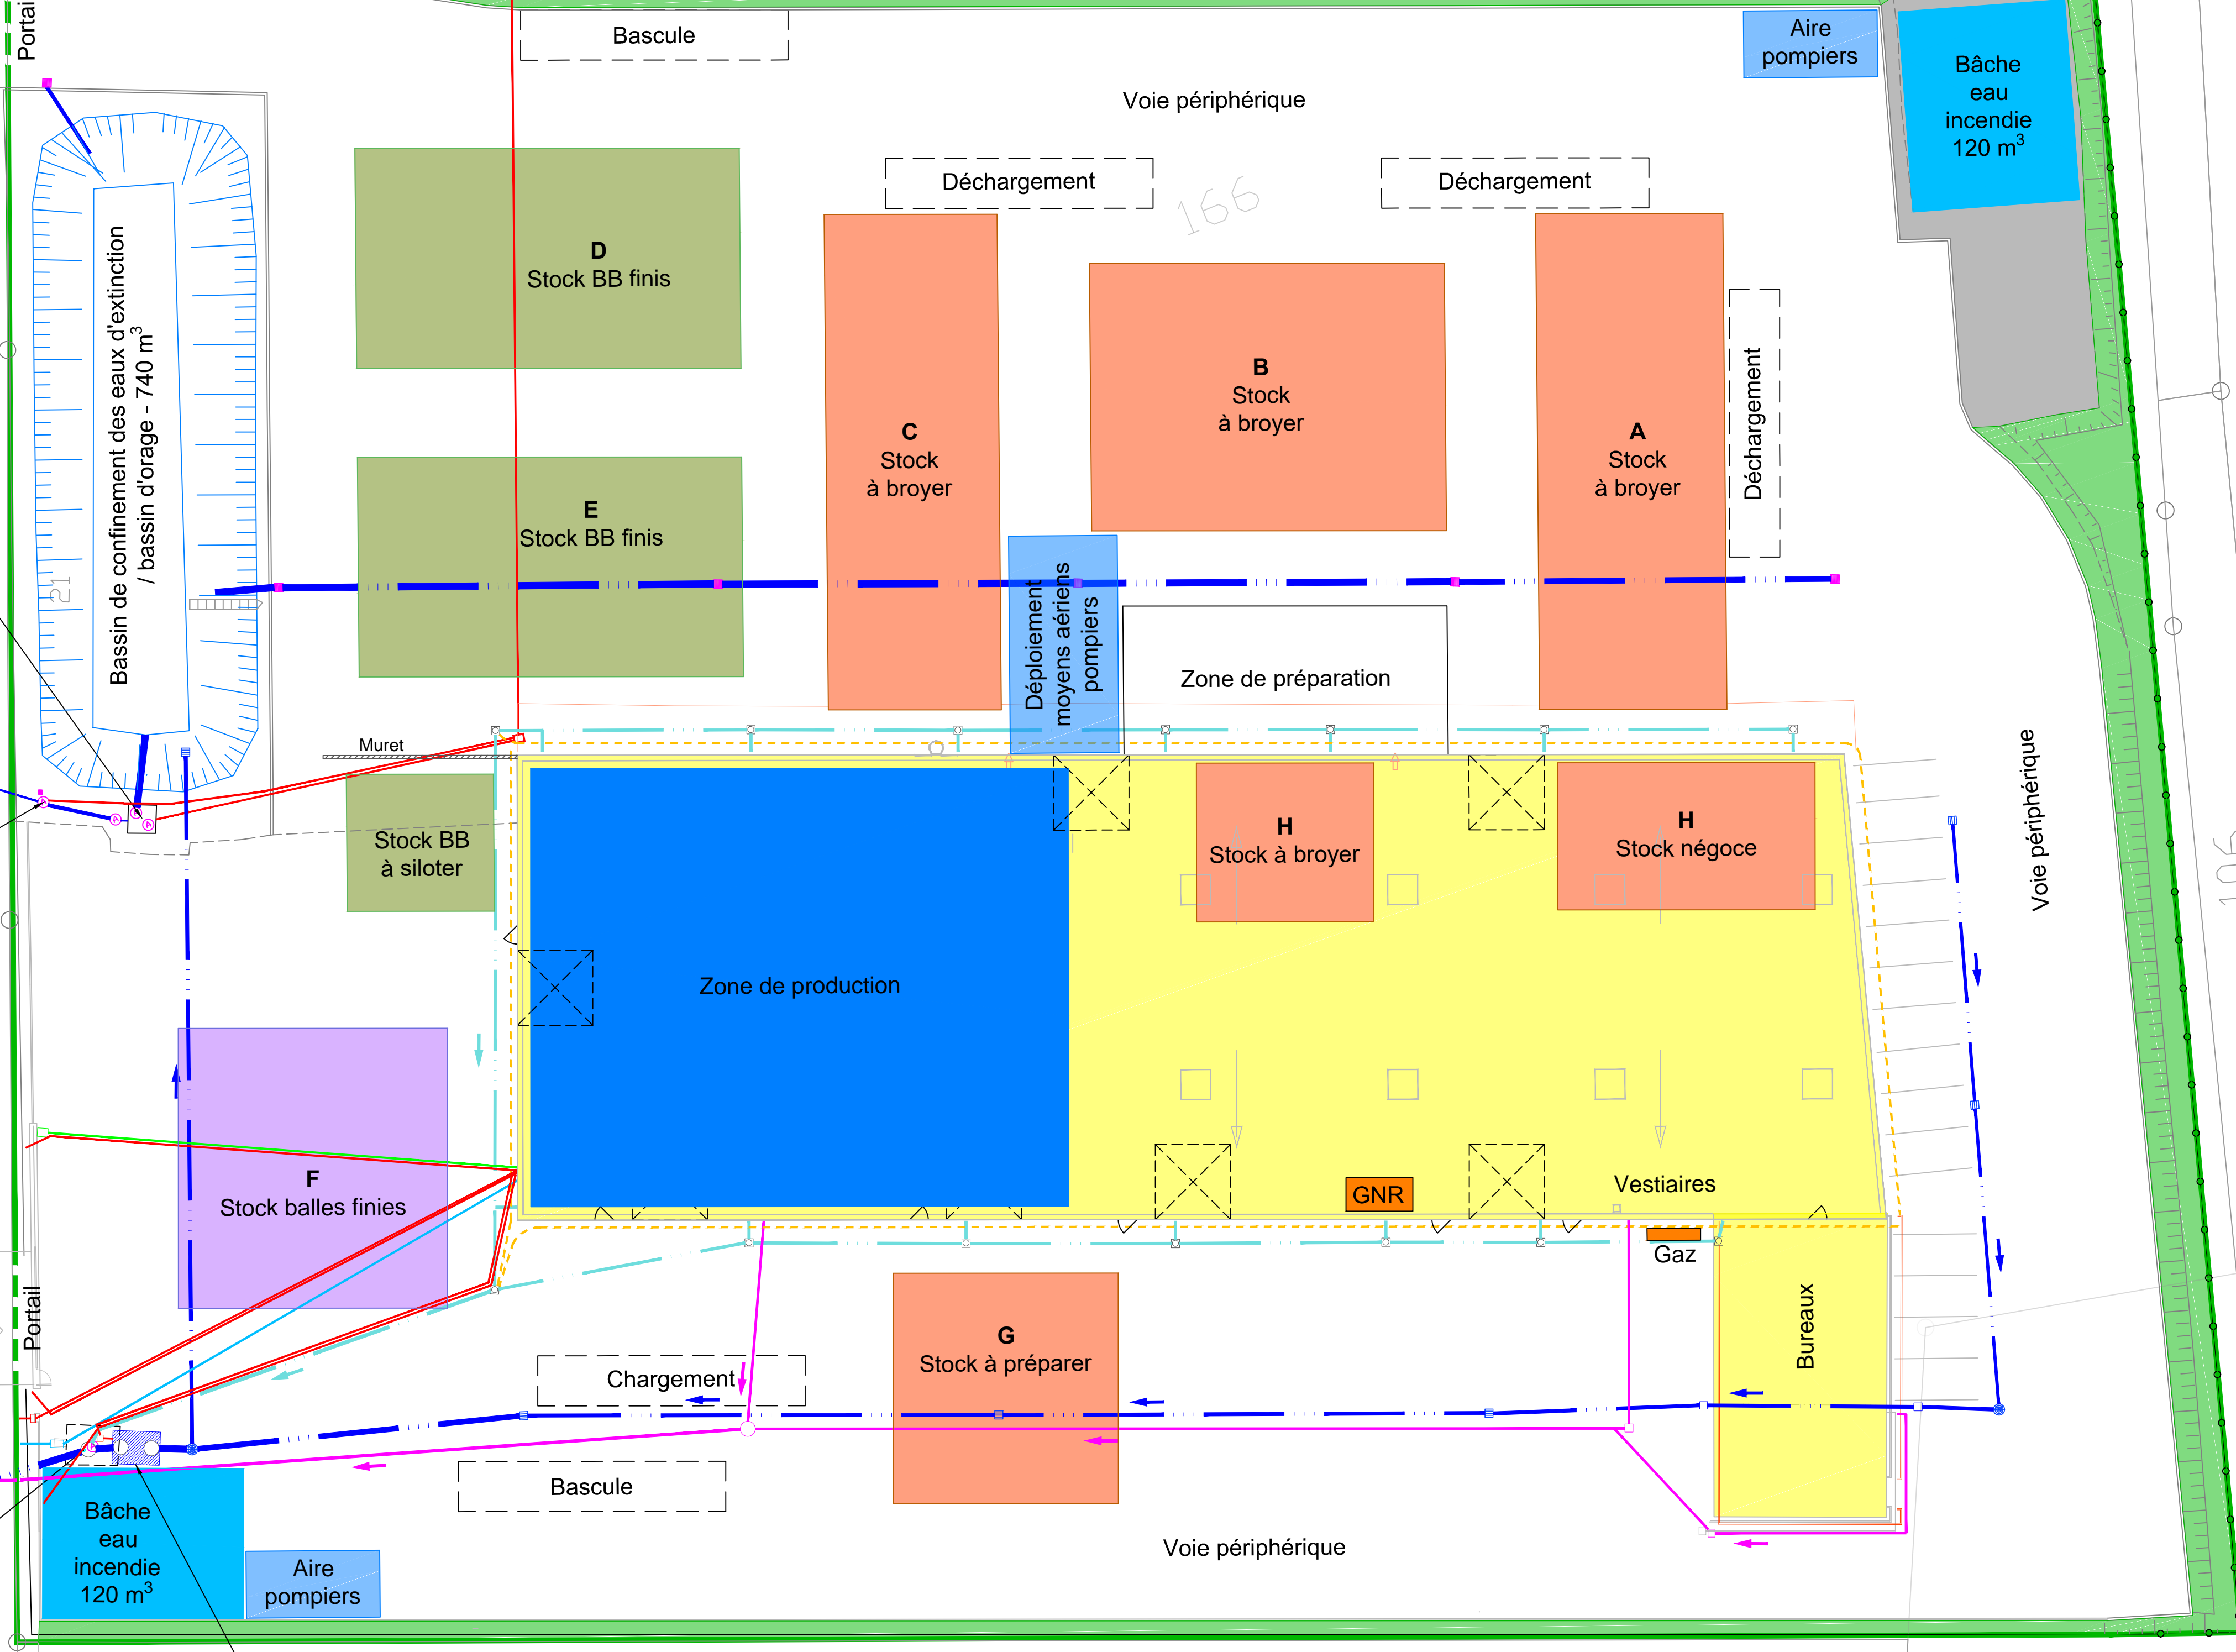 Portail
Bascule
Aire
pompiers
Bâche
eau
incendie
120 m³
Voie périphérique
Déchargement
Déchargement
166
D
Stock BB finis
Bassin de confinement des eaux d'extinction
/ bassin d'orage - 740 m³
21
C
Stock
à broyer
B
Stock
à broyer
A
Stock
à broyer
Déchargement
E
Stock BB finis
Déploiement
moyens aériens
pompiers
Zone de préparation
Muret
Stock BB
à siloter
H
Stock à broyer
H
Stock négoce
Voie périphérique
Zone de production
F
Stock balles finies
GNR
Vestiaires
Gaz
Portail
Bureaux
G
Stock à préparer
Chargement
Bascule
Bâche
eau
incendie
120 m³
Aire
pompiers
Voie périphérique